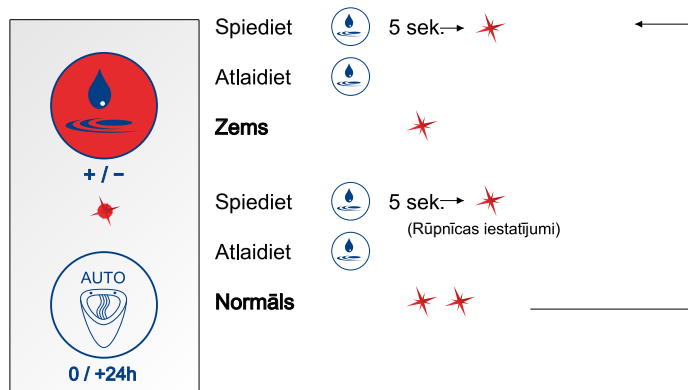 Spiediet 5 sek.
Atlaidiet
Zems
+ / −
Spiediet 5 sek.
(Rūpnīcas iestatījumi)
Atlaidiet
AUTO
Normāls
0 / +24h